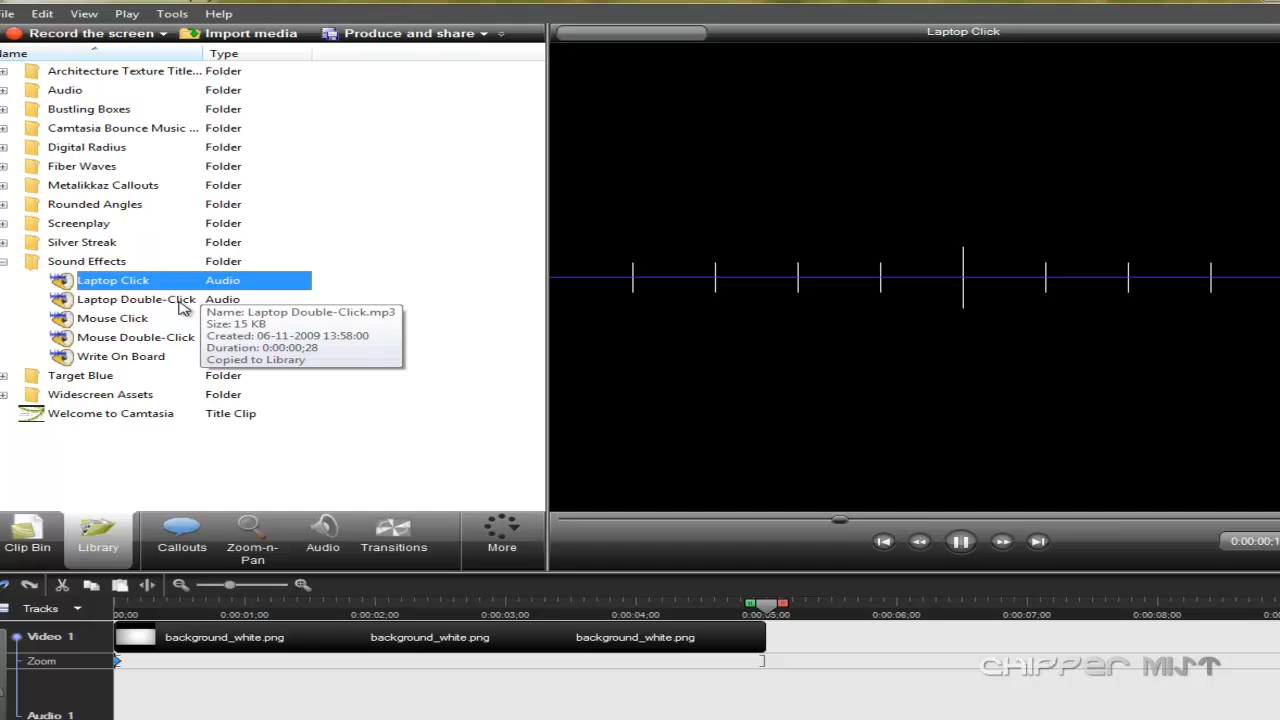 ile Edit View Play Tools Help
Record the screen Import media Produce and share
Laptop Click
ame Type
Architecture Texture Title... Folder
Audio Folder
Bustling Boxes Folder
Camtasia Bounce Music ... Folder
Digital Radius Folder
Fiber Waves Folder
Metalikkaz Callouts Folder
Rounded Angles Folder
Screenplay Folder
Silver Streak Folder
Sound Effects Folder
Laptop Click Audio
Laptop Double-Click Audio
Mouse Click
Mouse Double-Click
Write On Board
Name: Laptop Double-Click.mp3
Size: 15 KB
Created: 06-11-2009 13:58:00
Duration: 0:00:00;28
Copied to Library
Target Blue Folder
Widescreen Assets Folder
Welcome to Camtasia Title Clip
Clip Bin Library Callouts Zoom-n-Pan Audio Transitions More
0:00:00;1
Tracks
00;00 0:00:01;00 0:00:02;00 0:00:03;00 0:00:04;00 0:00:05;00 0:00:06;00 0:00:07;00 0:00:08;00 0:0
Video 1 background_white.png background_white.png background_white.png
Zoom
CHIPPER MIST
Audio 1